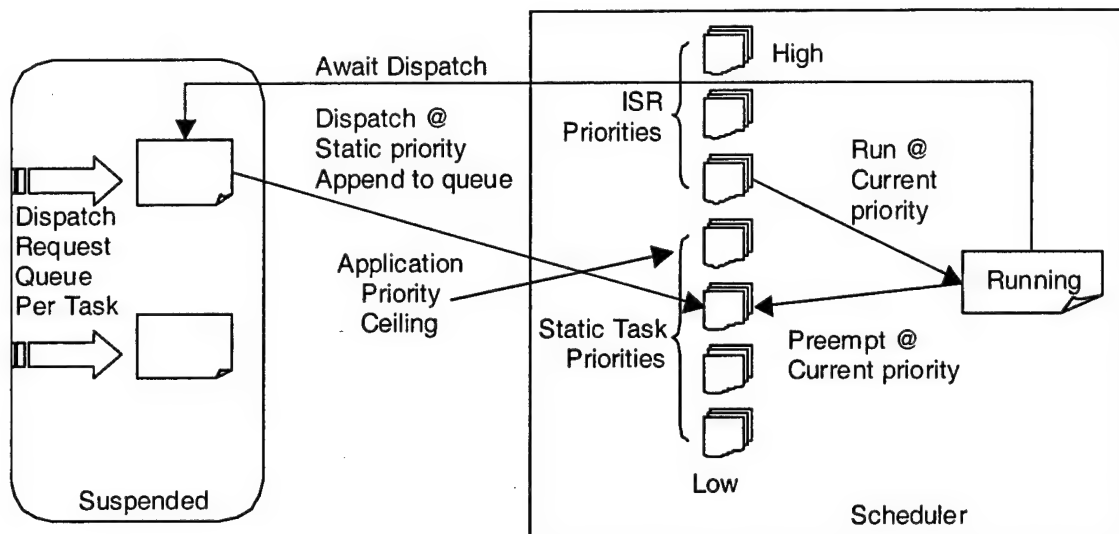 Await Dispatch
Dispatch @
Static priority
Append to queue
Dispatch
Request
Queue
Per Task
Application
Priority
Ceiling
Suspended
High
ISR
Priorities
Run @
Current
priority
Running
Static Task
Priorities
Preempt @
Current priority
Low
Scheduler